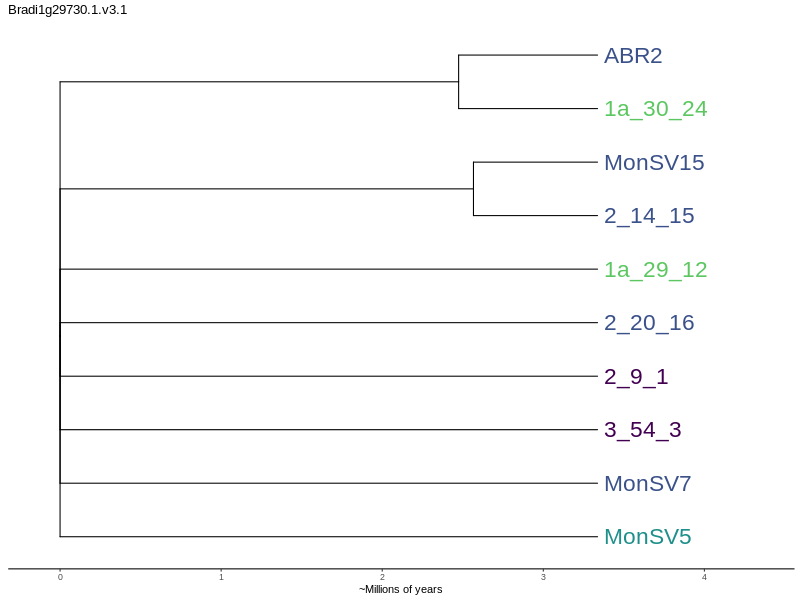 Bradi1g29730.1.v3.1
ABR2
1a_30_24
MonSV15
2_14_15
1a_29_12
2_20_16
2_9_1
3_54_3
MonSV7
MonSV5
0 1 2 3 4
~Millions of years